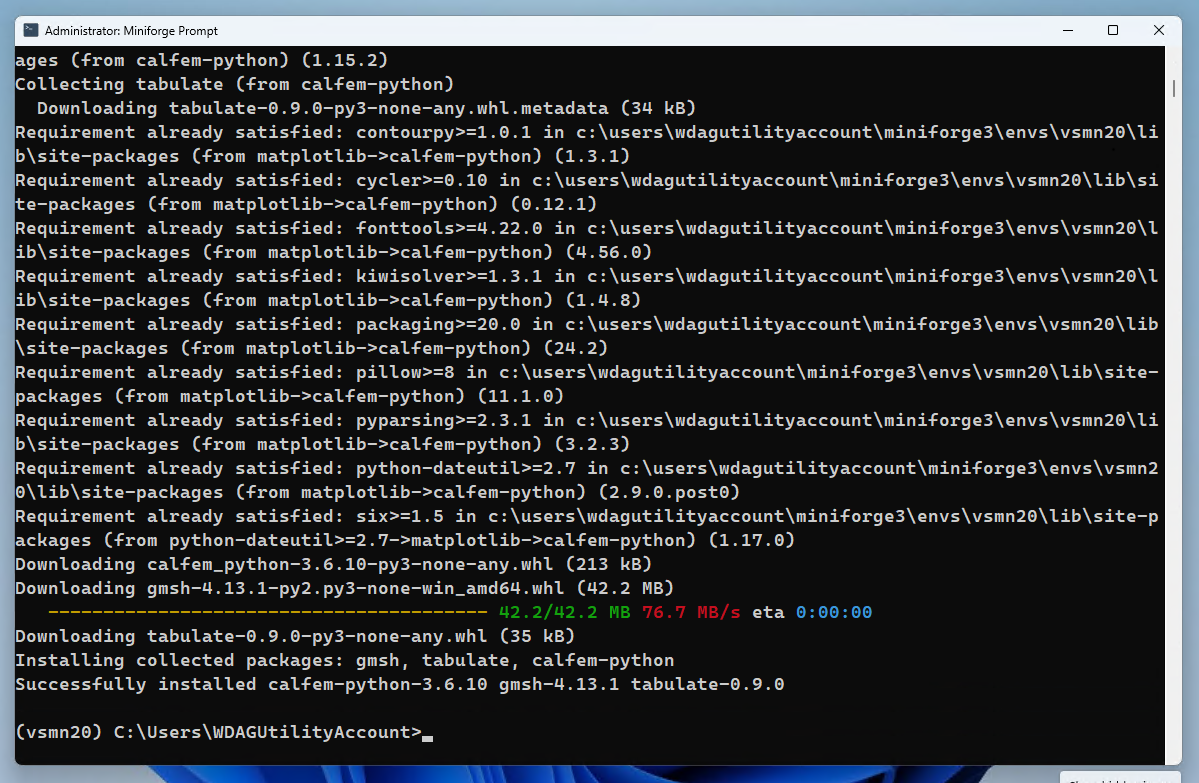 Administrator: Miniforge Prompt
ages (from calfem-python) (1.15.2)
Collecting tabulate (from calfem-python)
  Downloading tabulate-0.9.0-py3-none-any.whl.metadata (34 kB)
Requirement already satisfied: contourpy>=1.0.1 in c:\users\wdagutilityaccount\miniforge3\envs\vsmn20\li
b\site-packages (from matplotlib->calfem-python) (1.3.1)
Requirement already satisfied: cycler>=0.10 in c:\users\wdagutilityaccount\miniforge3\envs\vsmn20\lib\si
te-packages (from matplotlib->calfem-python) (0.12.1)
Requirement already satisfied: fonttools>=4.22.0 in c:\users\wdagutilityaccount\miniforge3\envs\vsmn20\l
ib\site-packages (from matplotlib->calfem-python) (4.56.0)
Requirement already satisfied: kiwisolver>=1.3.1 in c:\users\wdagutilityaccount\miniforge3\envs\vsmn20\l
ib\site-packages (from matplotlib->calfem-python) (1.4.8)
Requirement already satisfied: packaging>=20.0 in c:\users\wdagutilityaccount\miniforge3\envs\vsmn20\lib
\site-packages (from matplotlib->calfem-python) (24.2)
Requirement already satisfied: pillow>=8 in c:\users\wdagutilityaccount\miniforge3\envs\vsmn20\lib\site-
packages (from matplotlib->calfem-python) (11.1.0)
Requirement already satisfied: pyparsing>=2.3.1 in c:\users\wdagutilityaccount\miniforge3\envs\vsmn20\li
b\site-packages (from matplotlib->calfem-python) (3.2.3)
Requirement already satisfied: python-dateutil>=2.7 in c:\users\wdagutilityaccount\miniforge3\envs\vsmn2
0\lib\site-packages (from matplotlib->calfem-python) (2.9.0.post0)
Requirement already satisfied: six>=1.5 in c:\users\wdagutilityaccount\miniforge3\envs\vsmn20\lib\site-p
ackages (from python-dateutil>=2.7->matplotlib->calfem-python) (1.17.0)
Downloading calfem_python-3.6.10-py3-none-any.whl (213 kB)
Downloading gmsh-4.13.1-py2.py3-none-win_amd64.whl (42.2 MB)
   ---------------------------------------- 42.2/42.2 MB 76.7 MB/s eta 0:00:00
Downloading tabulate-0.9.0-py3-none-any.whl (35 kB)
Installing collected packages: gmsh, tabulate, calfem-python
Successfully installed calfem-python-3.6.10 gmsh-4.13.1 tabulate-0.9.0
(vsmn20) C:\Users\WDAGUtilityAccount>